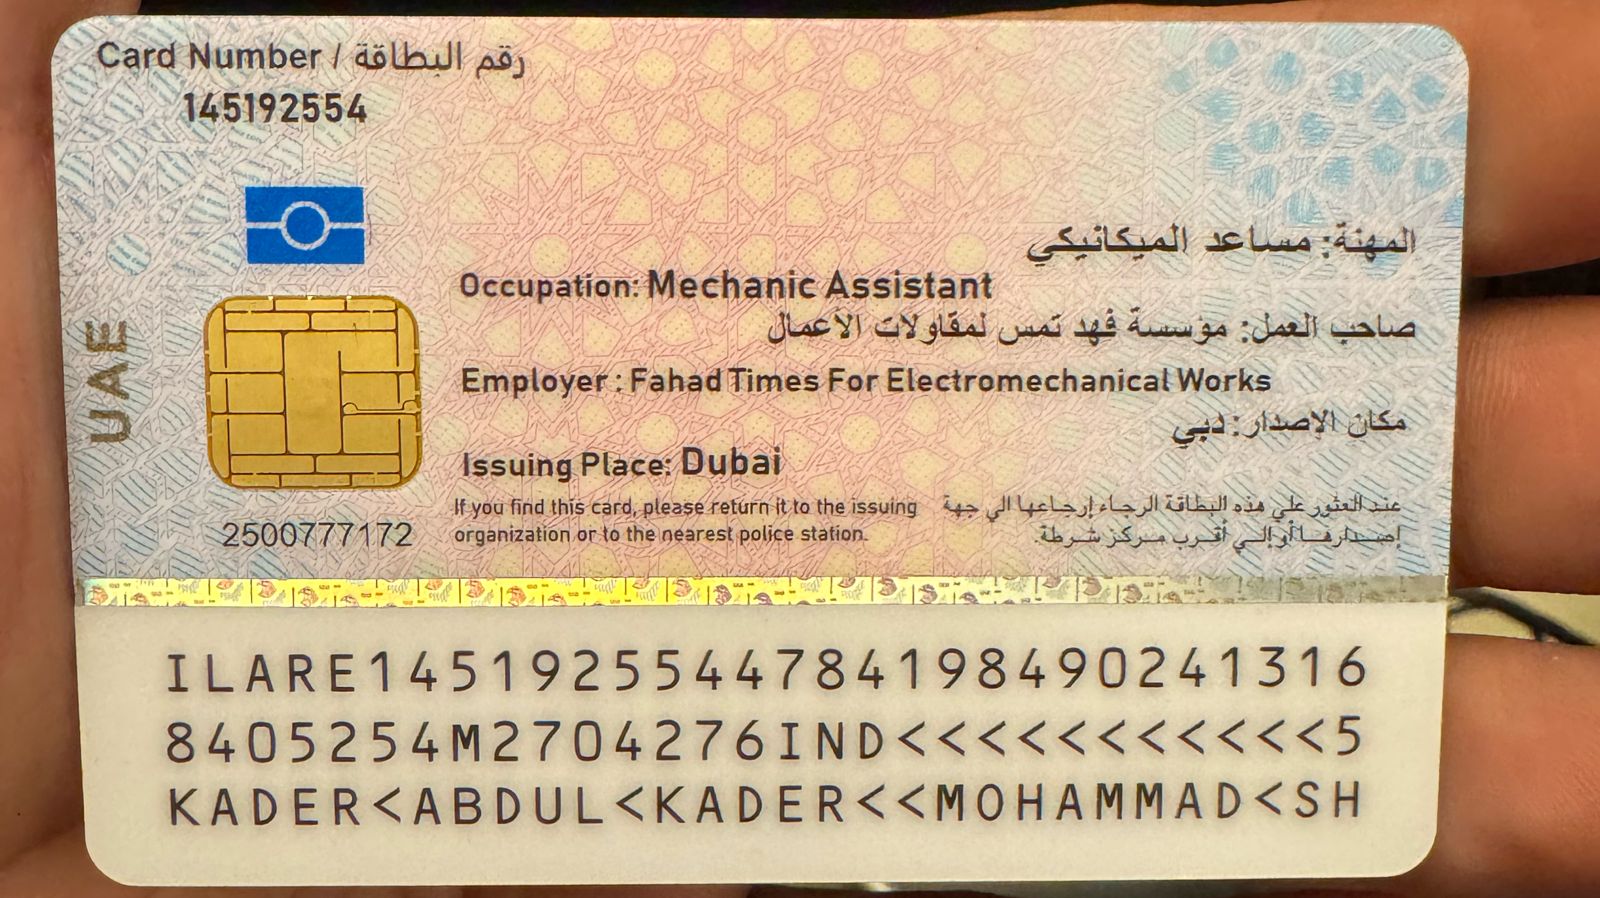 Card Number / رقم البطاقة
145192554
المهنة: مساعد الميكانيكي
Occupation: Mechanic Assistant
صاحب العمل: مؤسسة فهد تمس لمقاولات الاعمال
Employer : Fahad Times For Electromechanical Works
مكان الإصدار: دبي
Issuing Place: Dubai
UAE
If you find this card, please return it to the issuing
organization or to the nearest police station.
عند العثور علي هذه البطاقة الرجاء إرجاعها الي جهة
إصدارها أو إلي أقرب مركز شرطة.
2500777172
ILARE1451925544784198490241316
8405254M2704276IND<<<<<<<<<<<5
KADER<ABDUL<KADER<<MOHAMMAD<SH